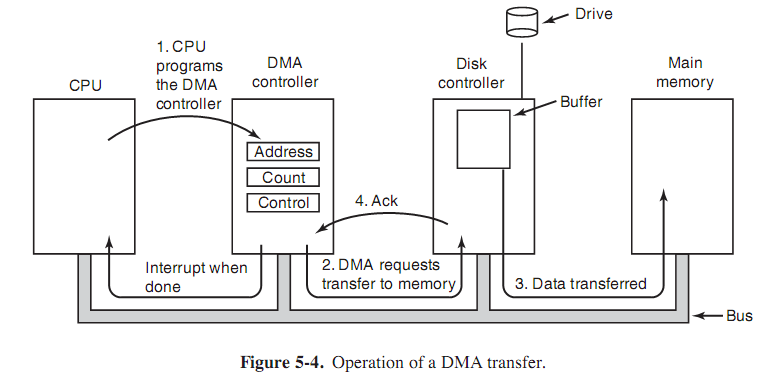 Drive
1. CPU
programs
the DMA
controller
CPU
DMA
controller
Disk
controller
Main
memory
Buffer
Address
Count
Control
4. Ack
Interrupt when
done
2. DMA requests
transfer to memory
3. Data transferred
Bus
Figure 5-4. Operation of a DMA transfer.